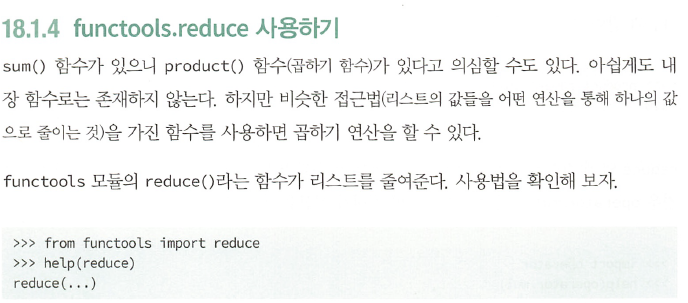 18.1.4 functools.reduce 사용하기
sum() 함수가 있으니 product() 함수(곱하기 함수)가 있다고 의심할 수도 있다. 아쉽게도 내
장 함수로는 존재하지 않는다. 하지만 비슷한 접근법(리스트의 값들을 어떤 연산을 통해 하나의 값
으로 줄이는 것)을 가진 함수를 사용하면 곱하기 연산을 할 수 있다.
functools 모듈의 reduce()라는 함수가 리스트를 줄여준다. 사용법을 확인해 보자.
>>> from functools import reduce
>>> help(reduce)
reduce(...)